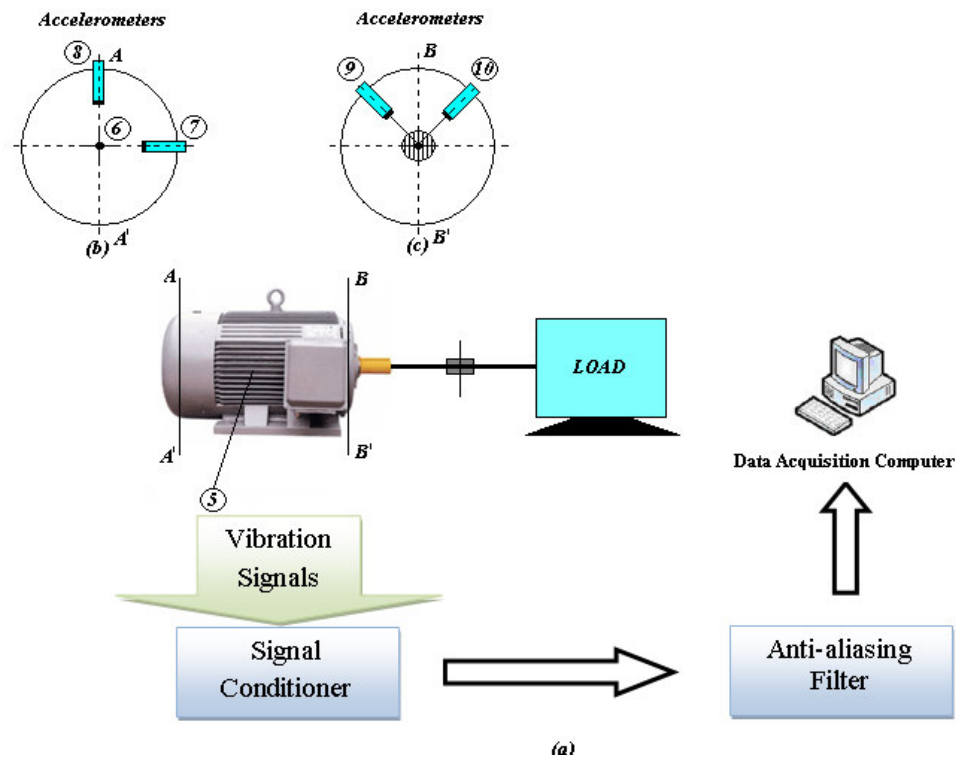 Accelerometers
Accelerometers
8
A
6
7
A'
(b)
9
B
10
B'
(c)
A
B
LOAD
A'
B'
5
Data Acquisition Computer
Vibration
Signals
Signal
Conditioner
Anti-aliasing
Filter
(a)